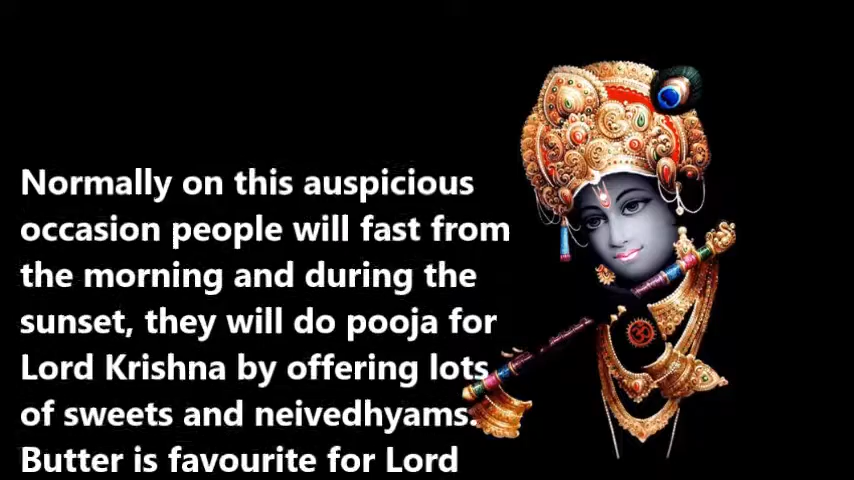 Normally on this auspicious
occasion people will fast from
the morning and during the
sunset, they will do pooja for
Lord Krishna by offering lots
of sweets and neivedhyams.
Butter is favourite for Lord
ॐ